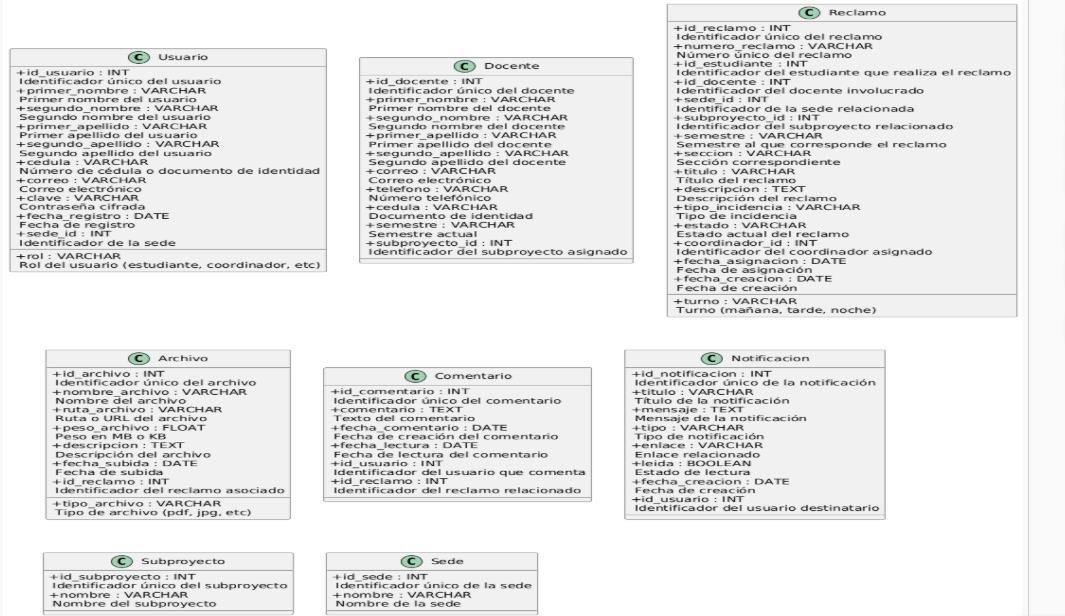 C Usuario
+id_usuario : INT
Identificador único del usuario
+primer_nombre : VARCHAR
Primer nombre del usuario
+segundo_nombre : VARCHAR
Segundo nombre del usuario
+primer_apellido : VARCHAR
Primer apellido del usuario
+segundo_apellido : VARCHAR
Segundo apellido del usuario
+cedula : VARCHAR
Número de cédula o documento de identidad
+correo : VARCHAR
Correo electrónico
+clave : VARCHAR
Contraseña cifrada
+fecha_registro : DATE
Fecha de registro
+sede_id : INT
Identificador de la sede
+rol : VARCHAR
Rol del usuario (estudiante, coordinador, etc)
C Docente
+id_docente : INT
Identificador único del docente
+primer_nombre : VARCHAR
Primer nombre del docente
+segundo_nombre : VARCHAR
Segundo nombre del docente
+primer_apellido : VARCHAR
Primer apellido del docente
+segundo_apellido : VARCHAR
Segundo apellido del docente
+correo : VARCHAR
Correo electrónico
+telefono : VARCHAR
Número telefónico
+cedula : VARCHAR
Documento de identidad
+semestre : VARCHAR
Semestre actual
+subproyecto_id : INT
Identificador del subproyecto asignado
C Reclamo
+id_reclamo : INT
Identificador único del reclamo
+numero_reclamo : VARCHAR
Número único del reclamo
+id_estudiante : INT
Identificador del estudiante que realiza el reclamo
+id_docente : INT
Identificador del docente involucrado
+sede_id : INT
Identificador de la sede relacionada
+subproyecto_id : INT
Identificador del subproyecto relacionado
+semestre : VARCHAR
Semestre al que corresponde el reclamo
+seccion : VARCHAR
Sección correspondiente
+titulo : VARCHAR
Título del reclamo
+descripcion : TEXT
Descripción del reclamo
+tipo_incidencia : VARCHAR
Tipo de incidencia
+estado : VARCHAR
Estado actual del reclamo
+coordinador_id : INT
Identificador del coordinador asignado
+fecha_asignacion : DATE
Fecha de asignación
+fecha_creacion : DATE
Fecha de creación
+turno : VARCHAR
Turno (mañana, tarde, noche)
C Archivo
+id_archivo : INT
Identificador único del archivo
+nombre_archivo : VARCHAR
Nombre del archivo
+ruta_archivo : VARCHAR
Ruta o URL del archivo
+peso_archivo : FLOAT
Peso en MB o KB
+descripcion : TEXT
Descripción del archivo
+fecha_subida : DATE
Fecha de subida
+id_reclamo : INT
Identificador del reclamo asociado
+tipo_archivo : VARCHAR
Tipo de archivo (pdf, jpg, etc)
C Comentario
+id_comentario : INT
Identificador único del comentario
+comentario : TEXT
Texto del comentario
+fecha_comentario : DATE
Fecha de creación del comentario
+fecha_lectura : DATE
Fecha de lectura del comentario
+id_usuario : INT
Identificador del usuario que comenta
+id_reclamo : INT
Identificador del reclamo relacionado
C Notificacion
+id_notificacion : INT
Identificador único de la notificación
+titulo : VARCHAR
Título de la notificación
+mensaje : TEXT
Mensaje de la notificación
+tipo : VARCHAR
Tipo de notificación
+enlace : VARCHAR
Enlace relacionado
+leida : BOOLEAN
Estado de lectura
+fecha_creacion : DATE
Fecha de creación
+id_usuario : INT
Identificador del usuario destinatario
C Subproyecto
+id_subproyecto : INT
Identificador único del subproyecto
+nombre : VARCHAR
Nombre del subproyecto
C Sede
+id_sede : INT
Identificador único de la sede
+nombre : VARCHAR
Nombre de la sede